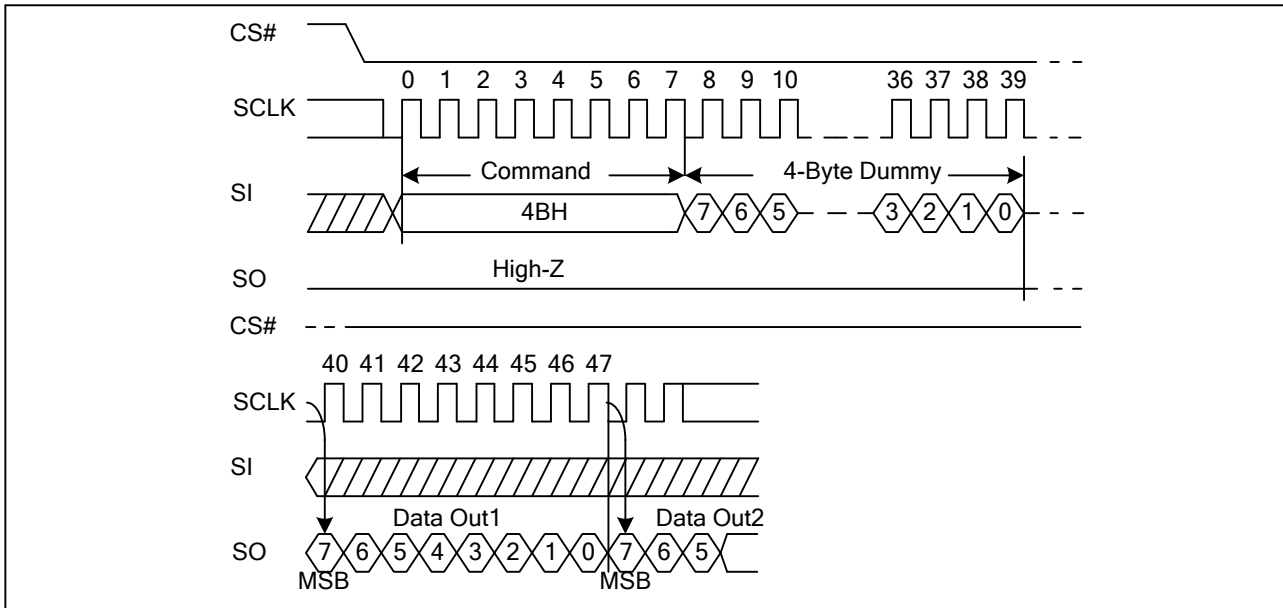 CS#
0 1 2 3 4 5 6 7 8 9 10 36 37 38 39
SCLK
Command 4-Byte Dummy
SI
4BH 7 6 5 3 2 1 0
High-Z
SO
CS#
40 41 42 43 44 45 46 47
SCLK
SI
Data Out1 Data Out2
SO 7 6 5 4 3 2 1 0 7 6 5
MSB MSB